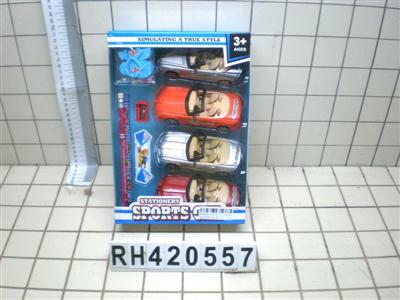 SIMULATING A TRUE STYLE
3+
AGES
STATIONERY
SPORTS
RH420557